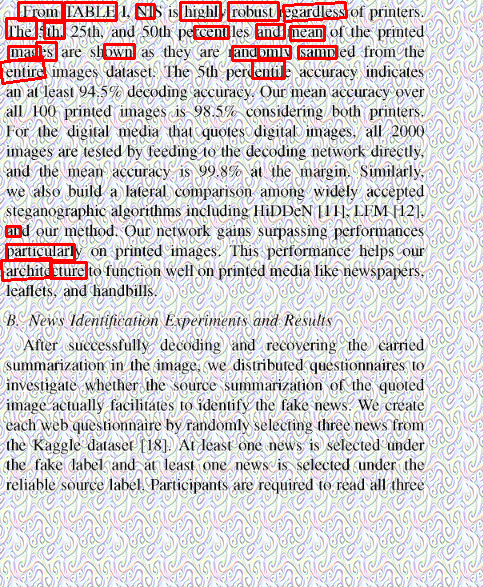 From TABLE I, NIS is highly robust regardless of printers.
The 5th, 25th, and 50th percentiles and mean of the printed
images are shown as they are randomly sampled from the
entire images dataset. The 5th percentile accuracy indicates
an at least 94.5% decoding accuracy. Our mean accuracy over
all 100 printed images is 98.5% considering both printers.
For the digital media that quotes digital images, all 2000
images are tested by feeding to the decoding network directly,
and the mean accuracy is 99.8% at the margin. Similarly,
we also build a lateral comparison among widely accepted
steganographic algorithms including HiDDeN [11], LFM [12],
and our method. Our network gains surpassing performances
particularly on printed images. This performance helps our
architecture to function well on printed media like newspapers,
leaflets, and handbills.
B. News Identification Experiments and Results
After successfully decoding and recovering the carried
summarization in the image, we distributed questionnaires to
investigate whether the source summarization of the quoted
image actually facilitates to identify the fake news. We create
each web questionnaire by randomly selecting three news from
the Kaggle dataset [18]. At least one news is selected under
the fake label and at least one news is selected under the
reliable source label. Participants are required to read all three